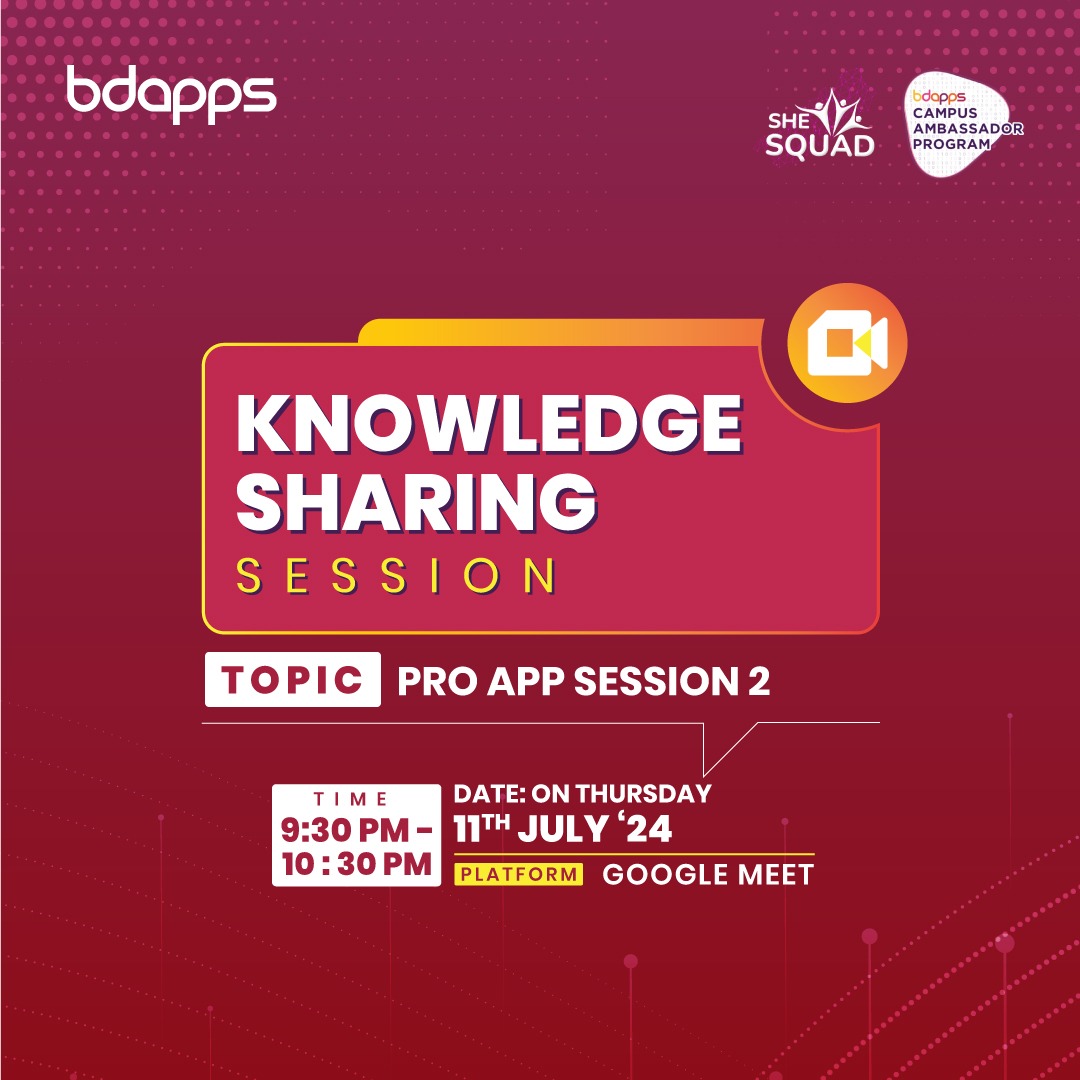 bdapps
SHE
SQUAD
bdapps
CAMPUS
AMBASSADOR
PROGRAM
KNOWLEDGE
SHARING
SESSION
TOPIC PRO APP SESSION 2
TIME
9:30 PM -
10 : 30 PM
DATE: ON THURSDAY
11TH JULY ‘24
PLATFORM GOOGLE MEET